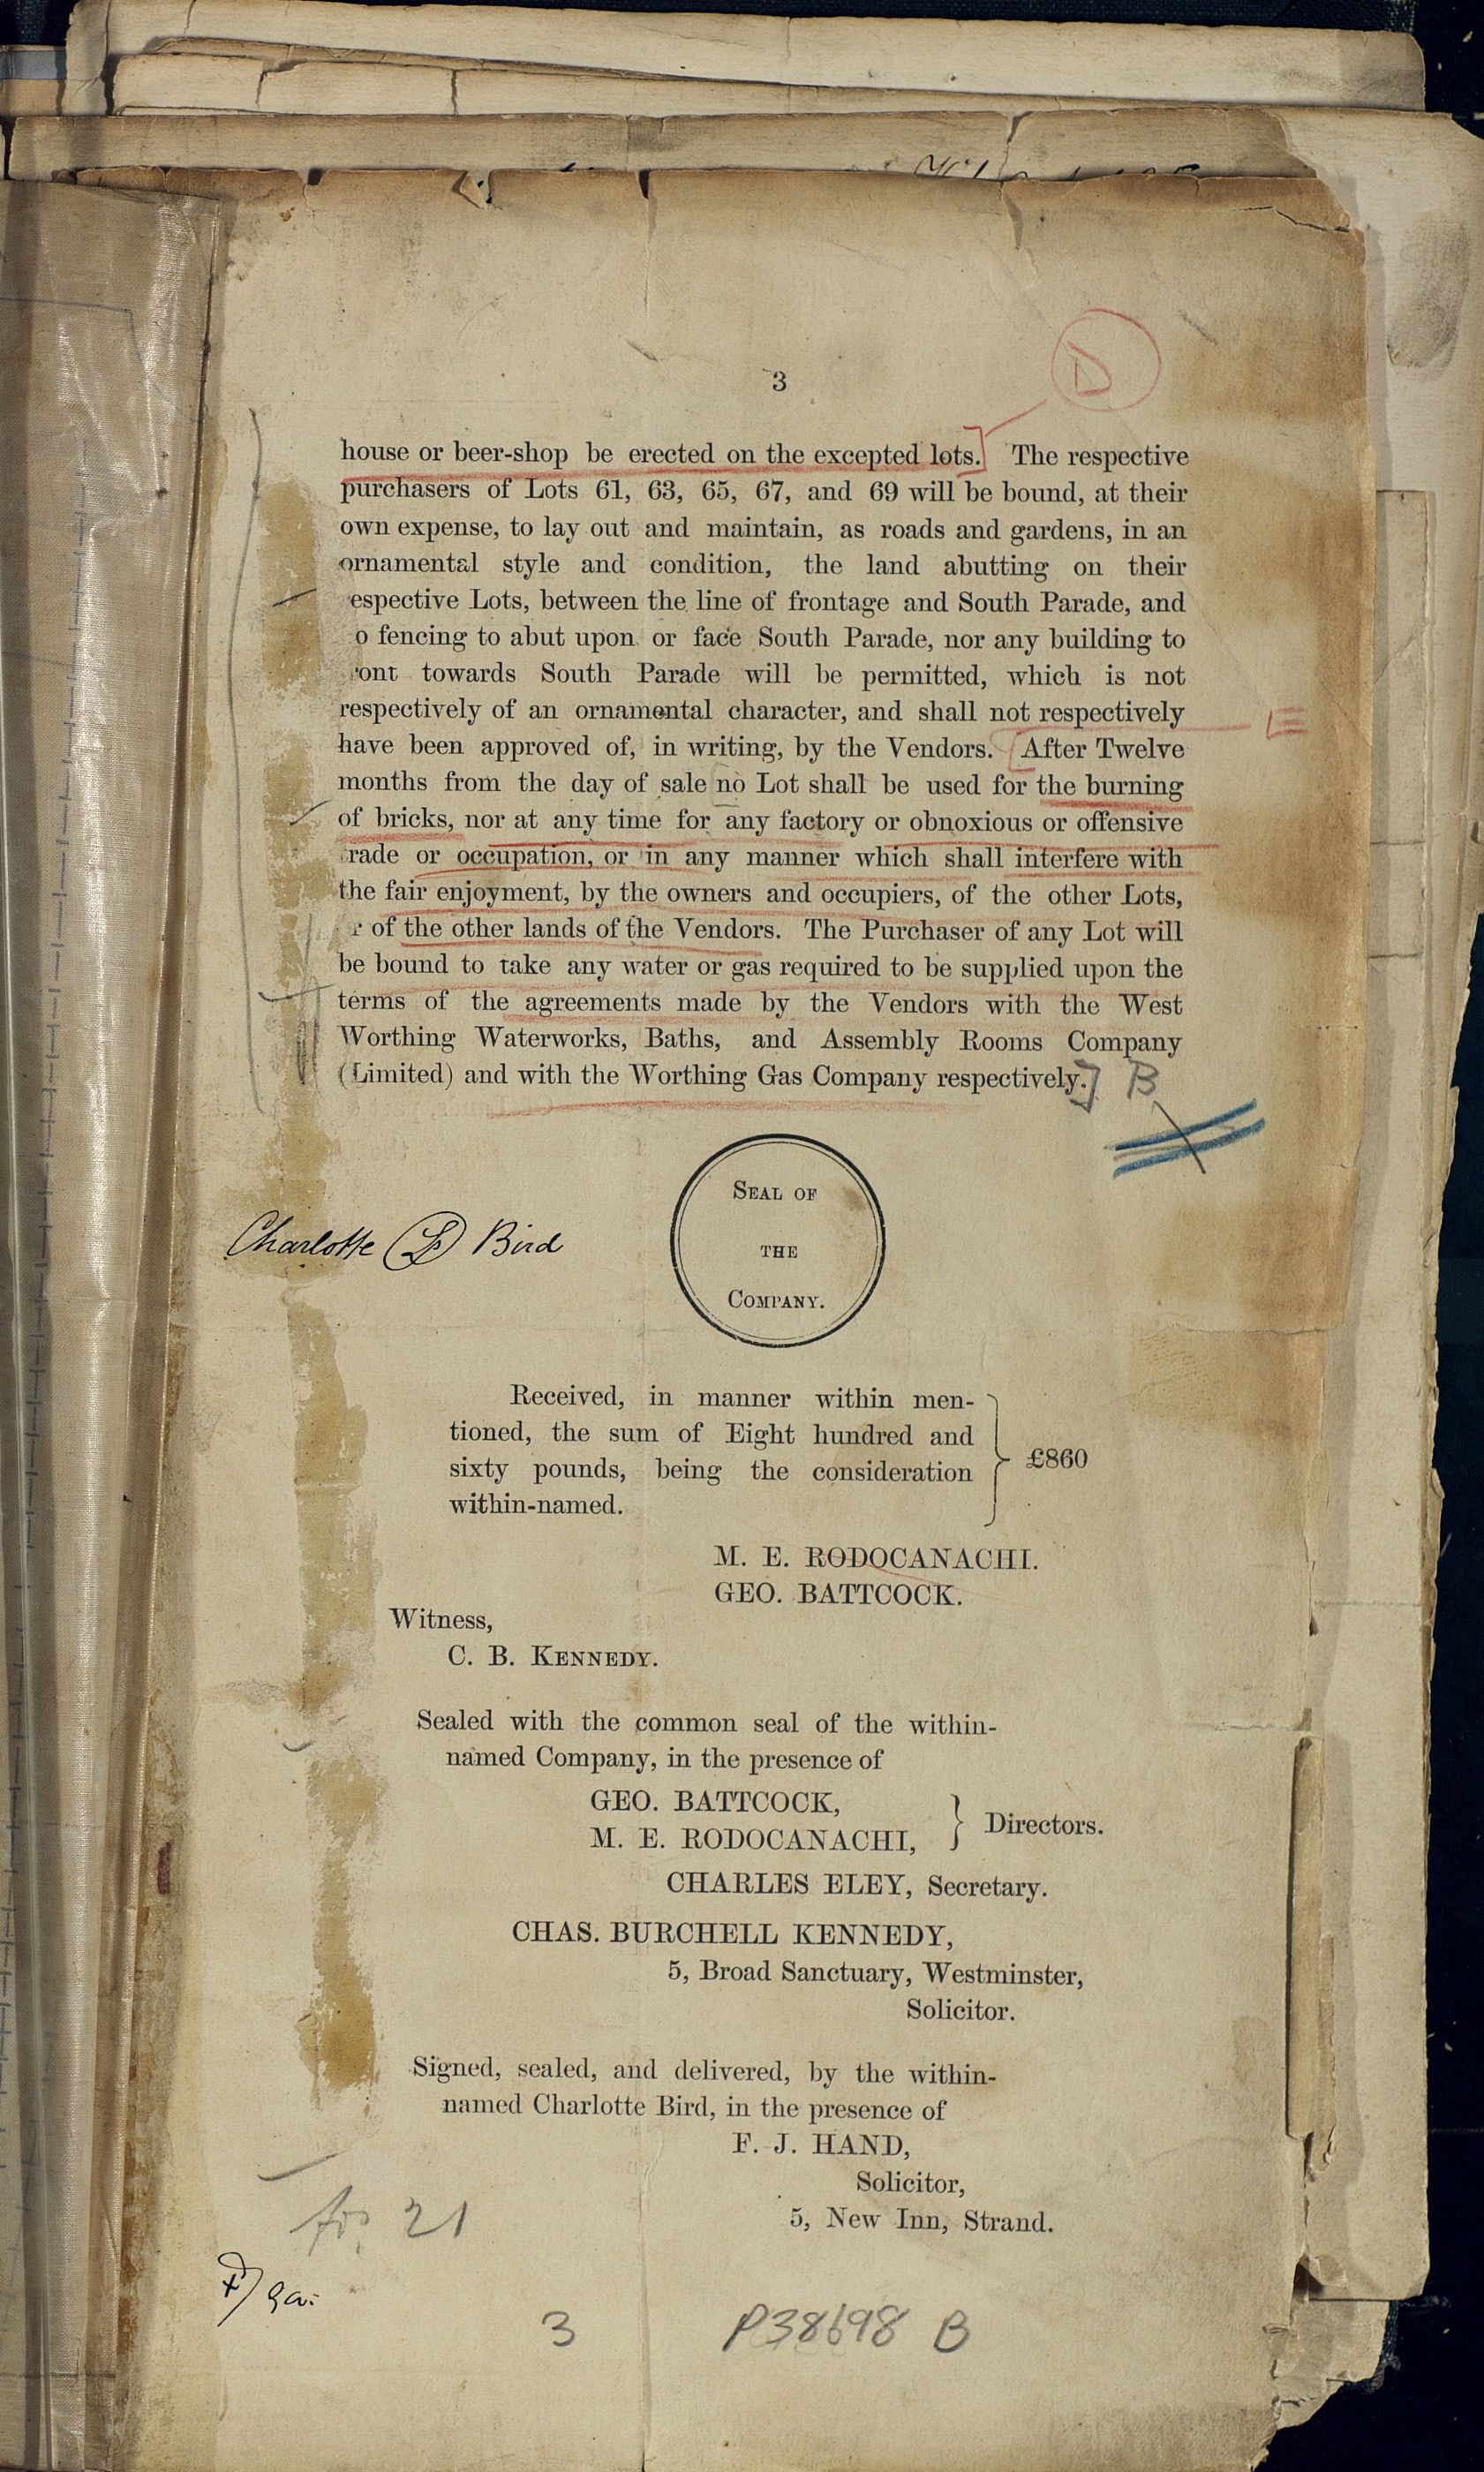 3
D
house or beer-shop be erected on the excepted lots.] The respective
purchasers of Lots 61, 63, 65, 67, and 69 will be bound, at their
own expense, to lay out and maintain, as roads and gardens, in an
ornamental style and condition, the land abutting on their
espective Lots, between the line of frontage and South Parade, and
o fencing to abut upon or face South Parade, nor any building to
ront towards South Parade will be permitted, which is not
respectively of an ornamental character, and shall not respectively
E
have been approved of, in writing, by the Vendors. [After Twelve
months from the day of sale no Lot shall be used for the burning
of bricks, nor at any time for any factory or obnoxious or offensive
rade or occupation, or in any manner which shall interfere with
the fair enjoyment, by the owners and occupiers, of the other Lots,
r of the other lands of the Vendors. The Purchaser of any Lot will
be bound to take any water or gas required to be supplied upon the
terms of the agreements made by the Vendors with the West
Worthing Waterworks, Baths, and Assembly Rooms Company
(Limited) and with the Worthing Gas Company respectively.] B
SEAL OF
THE
COMPANY.
Charlotte (LS) Bird
Received, in manner within men-
tioned, the sum of Eight hundred and
sixty pounds, being the consideration
within-named.
£860
M. E. RODOCANACHI.
GEO. BATTCOCK.
Witness,
C. B. KENNEDY.
Sealed with the common seal of the within-
named Company, in the presence of
GEO. BATTCOCK,
M. E. RODOCANACHI,
Directors.
CHARLES ELEY, Secretary.
CHAS. BURCHELL KENNEDY,
5, Broad Sanctuary, Westminster,
Solicitor.
Signed, sealed, and delivered, by the within-
named Charlotte Bird, in the presence of
F. J. HAND,
Solicitor,
5, New Inn, Strand.
21
3 P38698 B